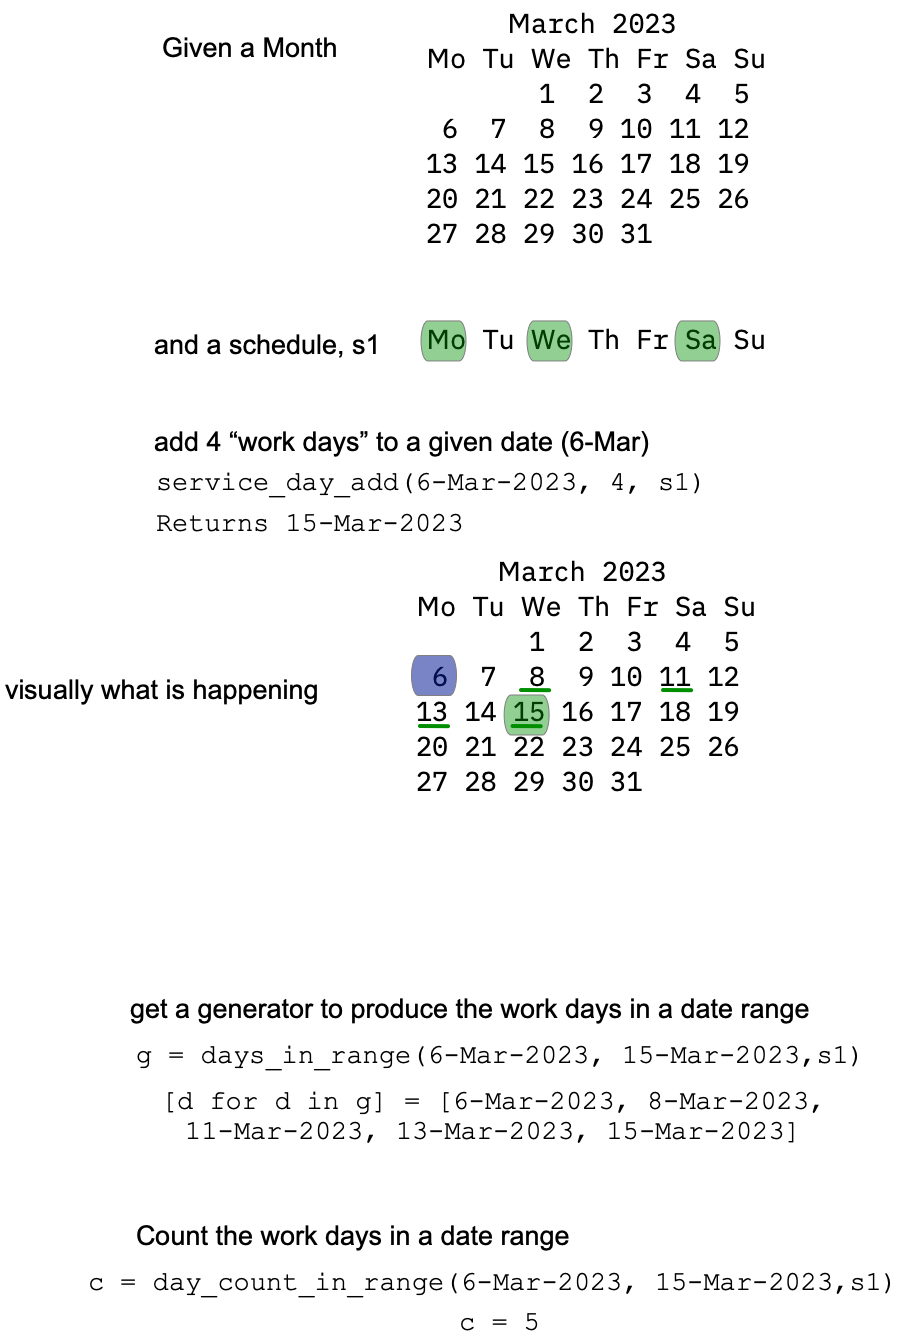 Given a Month
March 2023
Mo Tu We Th Fr Sa Su
1 2 3 4 5
6 7 8 9 10 11 12
13 14 15 16 17 18 19
20 21 22 23 24 25 26
27 28 29 30 31
and a schedule, s1
Mo Tu We Th Fr Sa Su
add 4 “work days” to a given date (6-Mar)
service_day_add(6-Mar-2023, 4, s1)
Returns 15-Mar-2023
March 2023
Mo Tu We Th Fr Sa Su
1 2 3 4 5
visually what is happening
6 7 8 9 10 11 12
13 14 15 16 17 18 19
20 21 22 23 24 25 26
27 28 29 30 31
get a generator to produce the work days in a date range
g = days_in_range(6-Mar-2023, 15-Mar-2023,s1)
[d for d in g] = [6-Mar-2023, 8-Mar-2023,
11-Mar-2023, 13-Mar-2023, 15-Mar-2023]
Count the work days in a date range
c = day_count_in_range(6-Mar-2023, 15-Mar-2023,s1)
c = 5